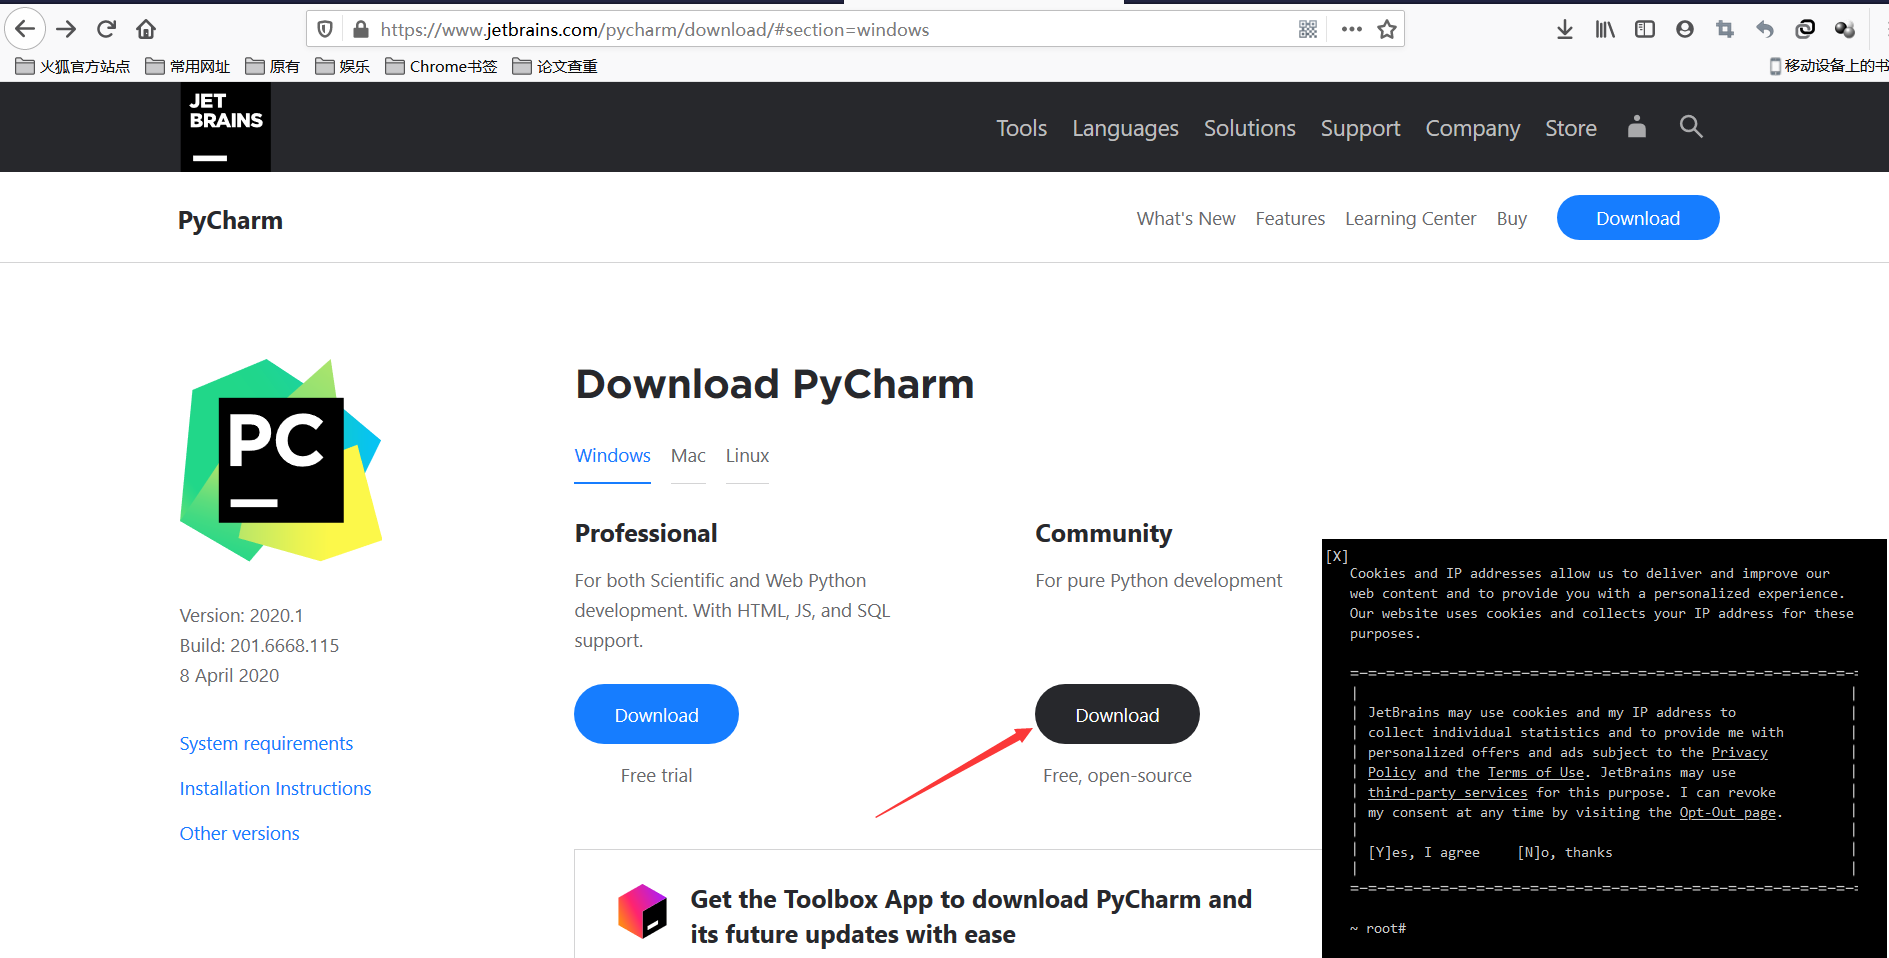 https://www.jetbrains.com/pycharm/download/#section=windows
火狐官方站点 常用网址 原有 娱乐 Chrome书签 论文查重 移动设备上的书
JET
BRAINS
Tools Languages Solutions Support Company Store
PyCharm
What's New Features Learning Center Buy Download
PC
Version: 2020.1
Build: 201.6668.115
8 April 2020
System requirements
Installation Instructions
Other versions
Download PyCharm
Windows Mac Linux
Professional
For both Scientific and Web Python
development. With HTML, JS, and SQL
support.
Download
Free trial
Community
For pure Python development
Download
Free, open-source
Get the Toolbox App to download PyCharm and
its future updates with ease
[X]
Cookies and IP addresses allow us to deliver and improve our
web content and to provide you with a personalized experience.
Our website uses cookies and collects your IP address for these
purposes.
JetBrains may use cookies and my IP address to
collect individual statistics and to provide me with
personalized offers and ads subject to the Privacy
Policy and the Terms of Use. JetBrains may use
third-party services for this purpose. I can revoke
my consent at any time by visiting the Opt-Out page.
[Y]es, I agree [N]o, thanks
~ root#